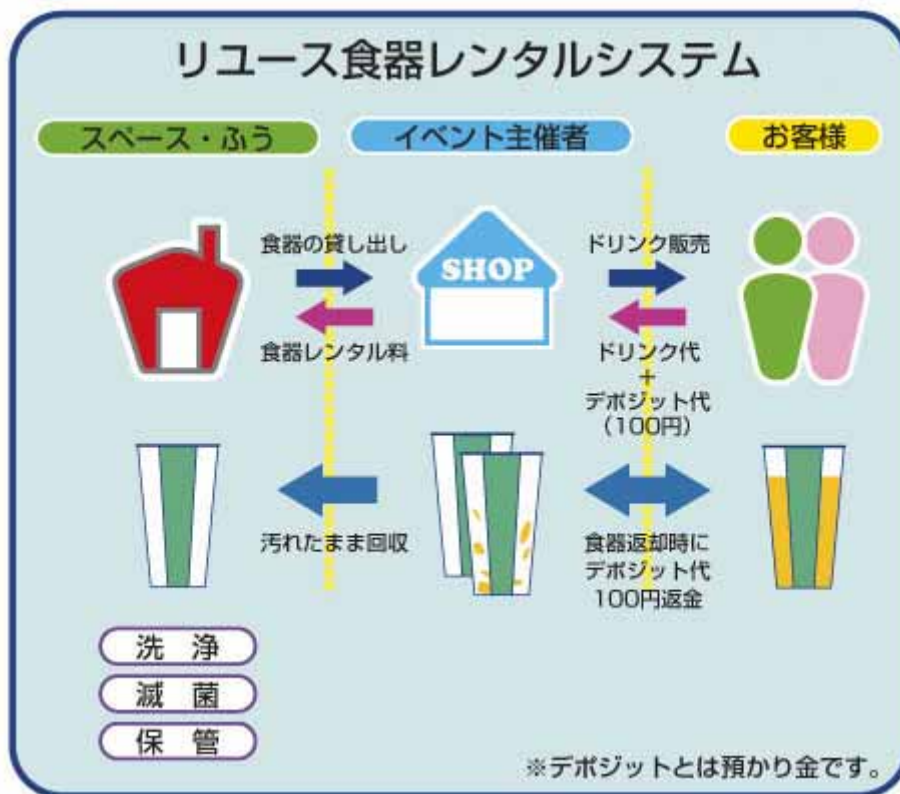 リユース食器レンタルシステム
スペース・ふう
イベント主催者
お客様
食器の貸し出し
食器レンタル料
SHOP
ドリンク販売
ドリンク代
+
デポジット代
(100円)
汚れたまま回収
食器返却時に
デポジット代
100円返金
洗 浄
滅 菌
保 管
※デポジットとは預かり金です。